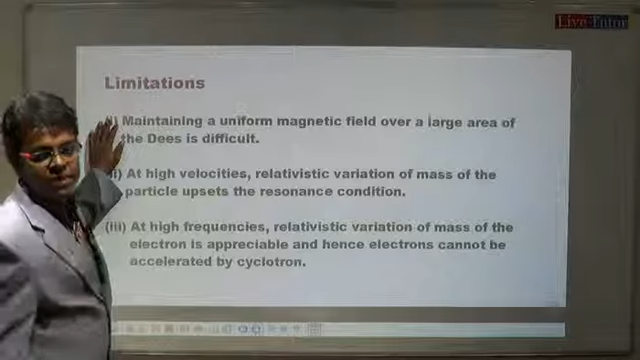 Live Tutor
Limitations
(i) Maintaining a uniform magnetic field over a large area of
the Dees is difficult.
(ii) At high velocities, relativistic variation of mass of the
particle upsets the resonance condition.
(iii) At high frequencies, relativistic variation of mass of the
electron is appreciable and hence electrons cannot be
accelerated by cyclotron.